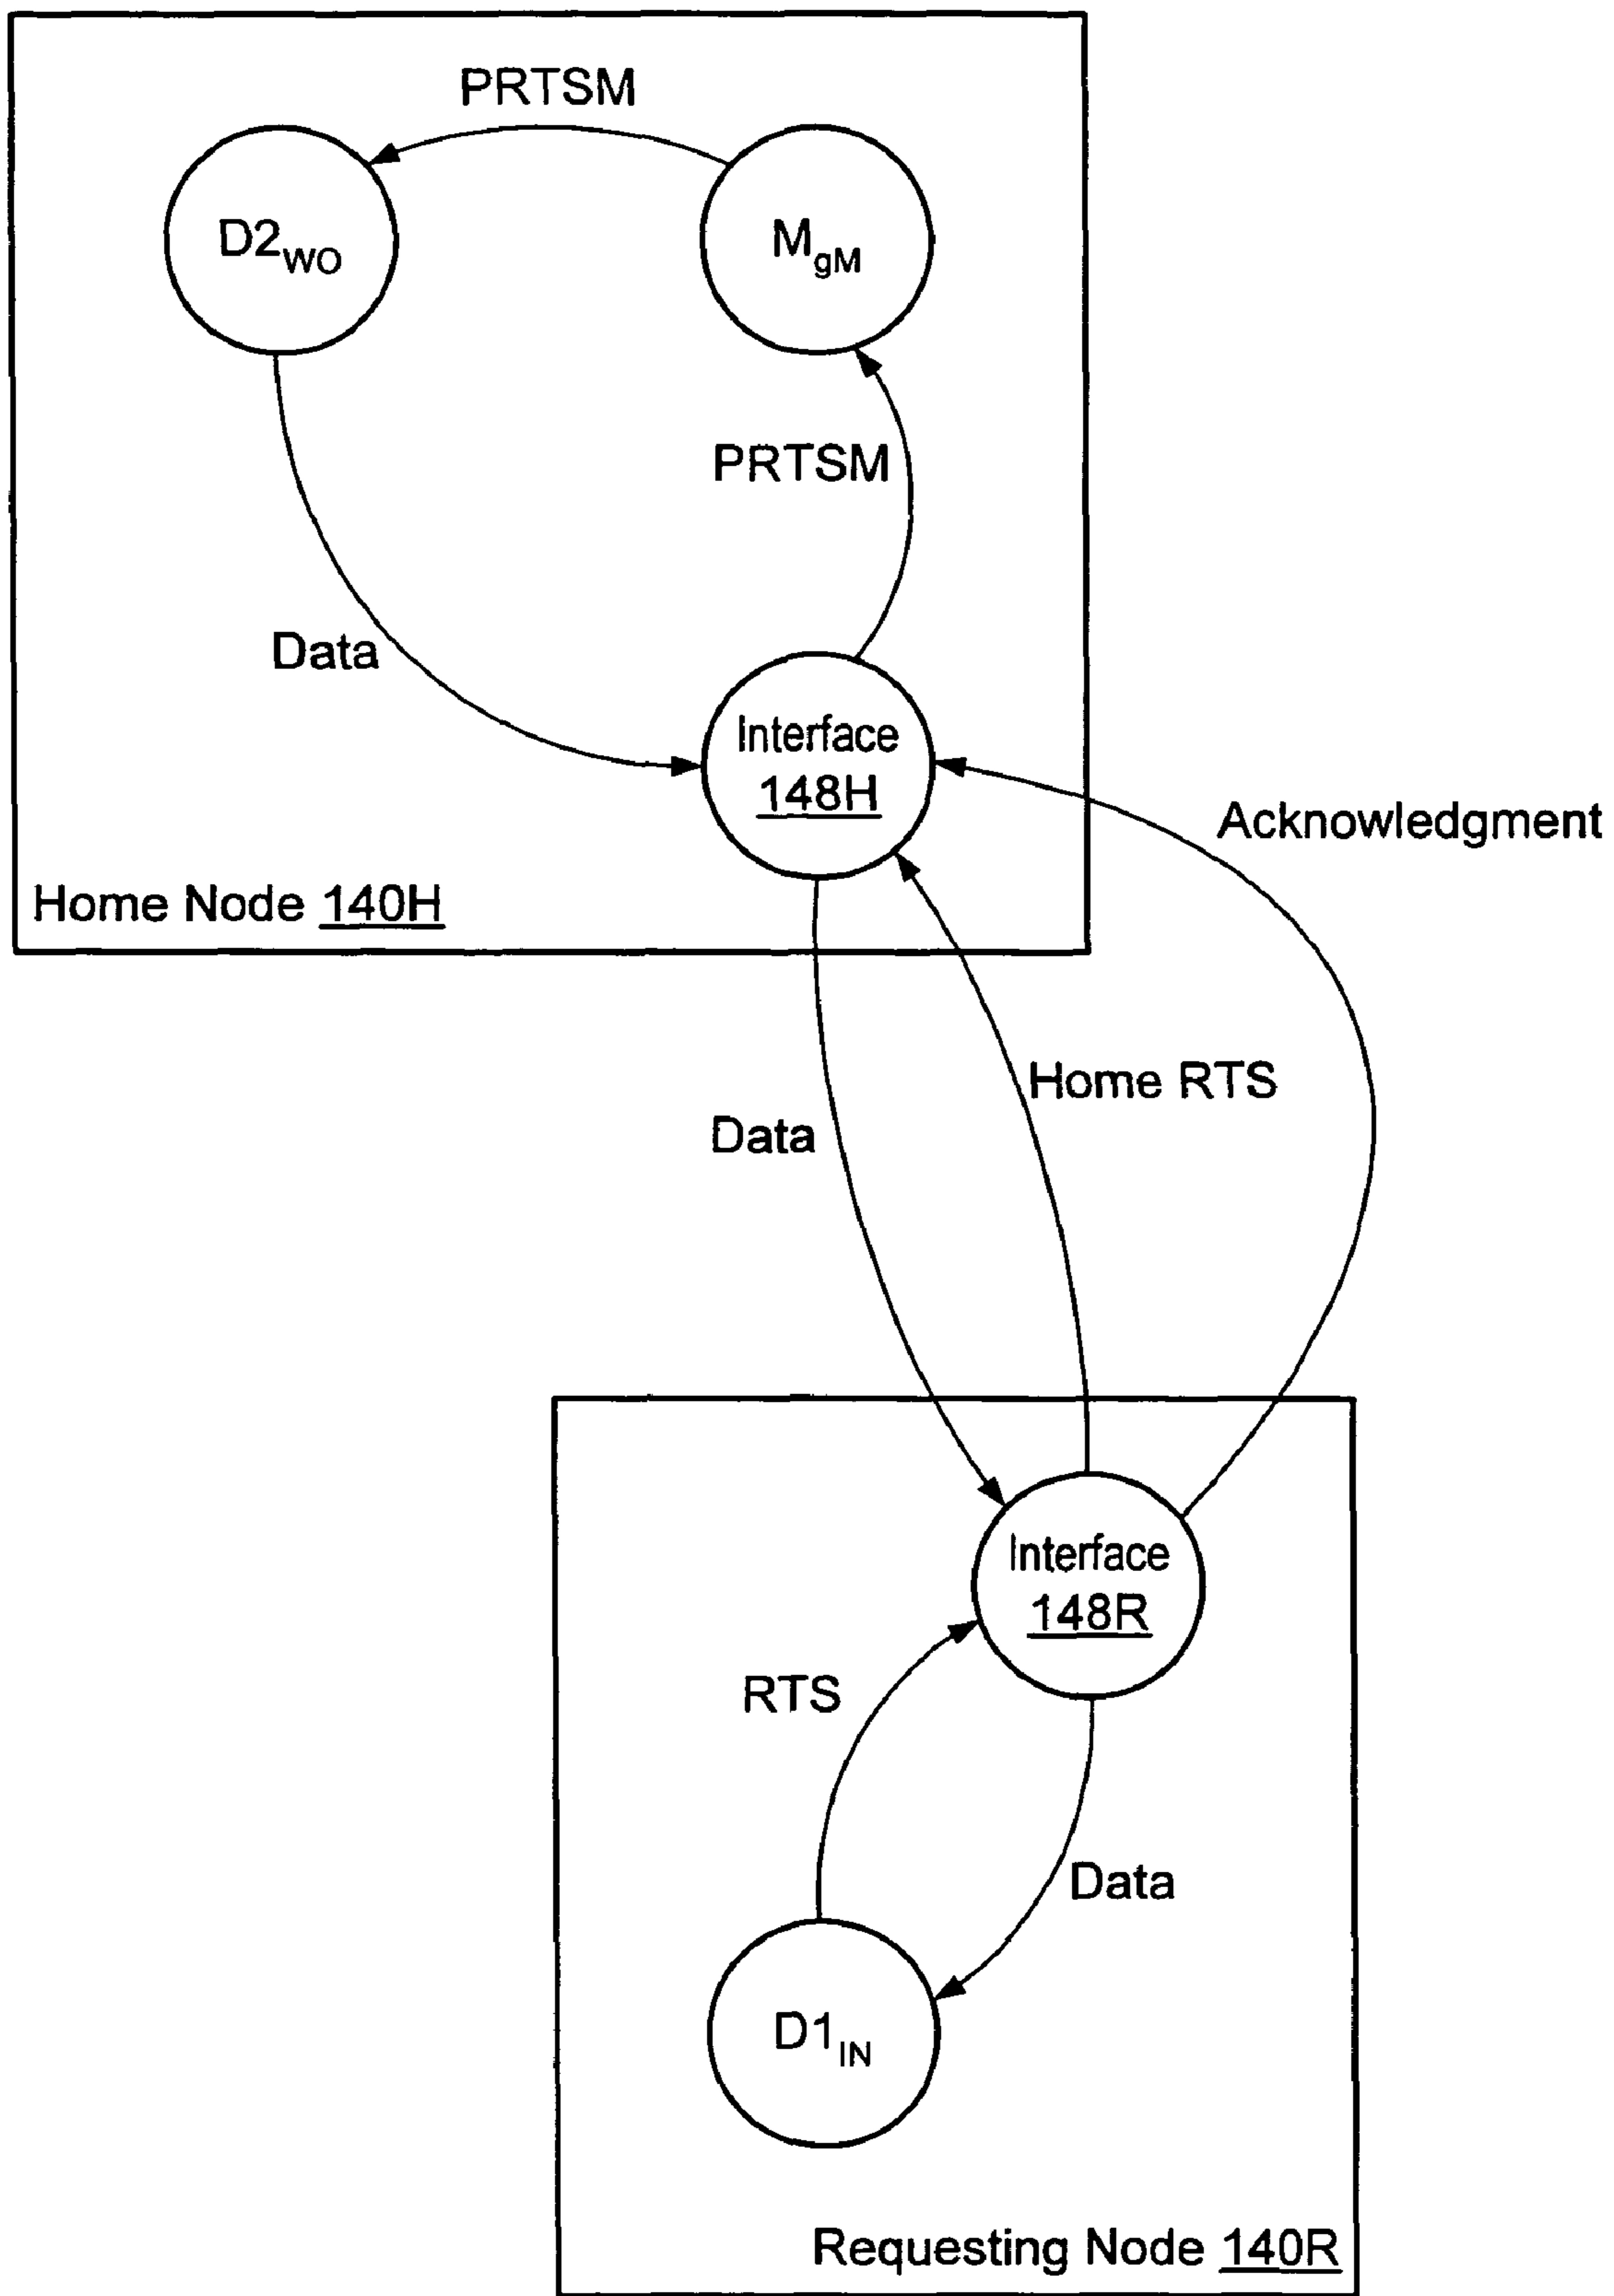 PRTSM
D2WO
MgM
PRTSM
Data
Interface
148H
Acknowledgment
Home Node 140H
Home RTS
Data
Interface
148R
RTS
Data
D1IN
Requesting Node 140R